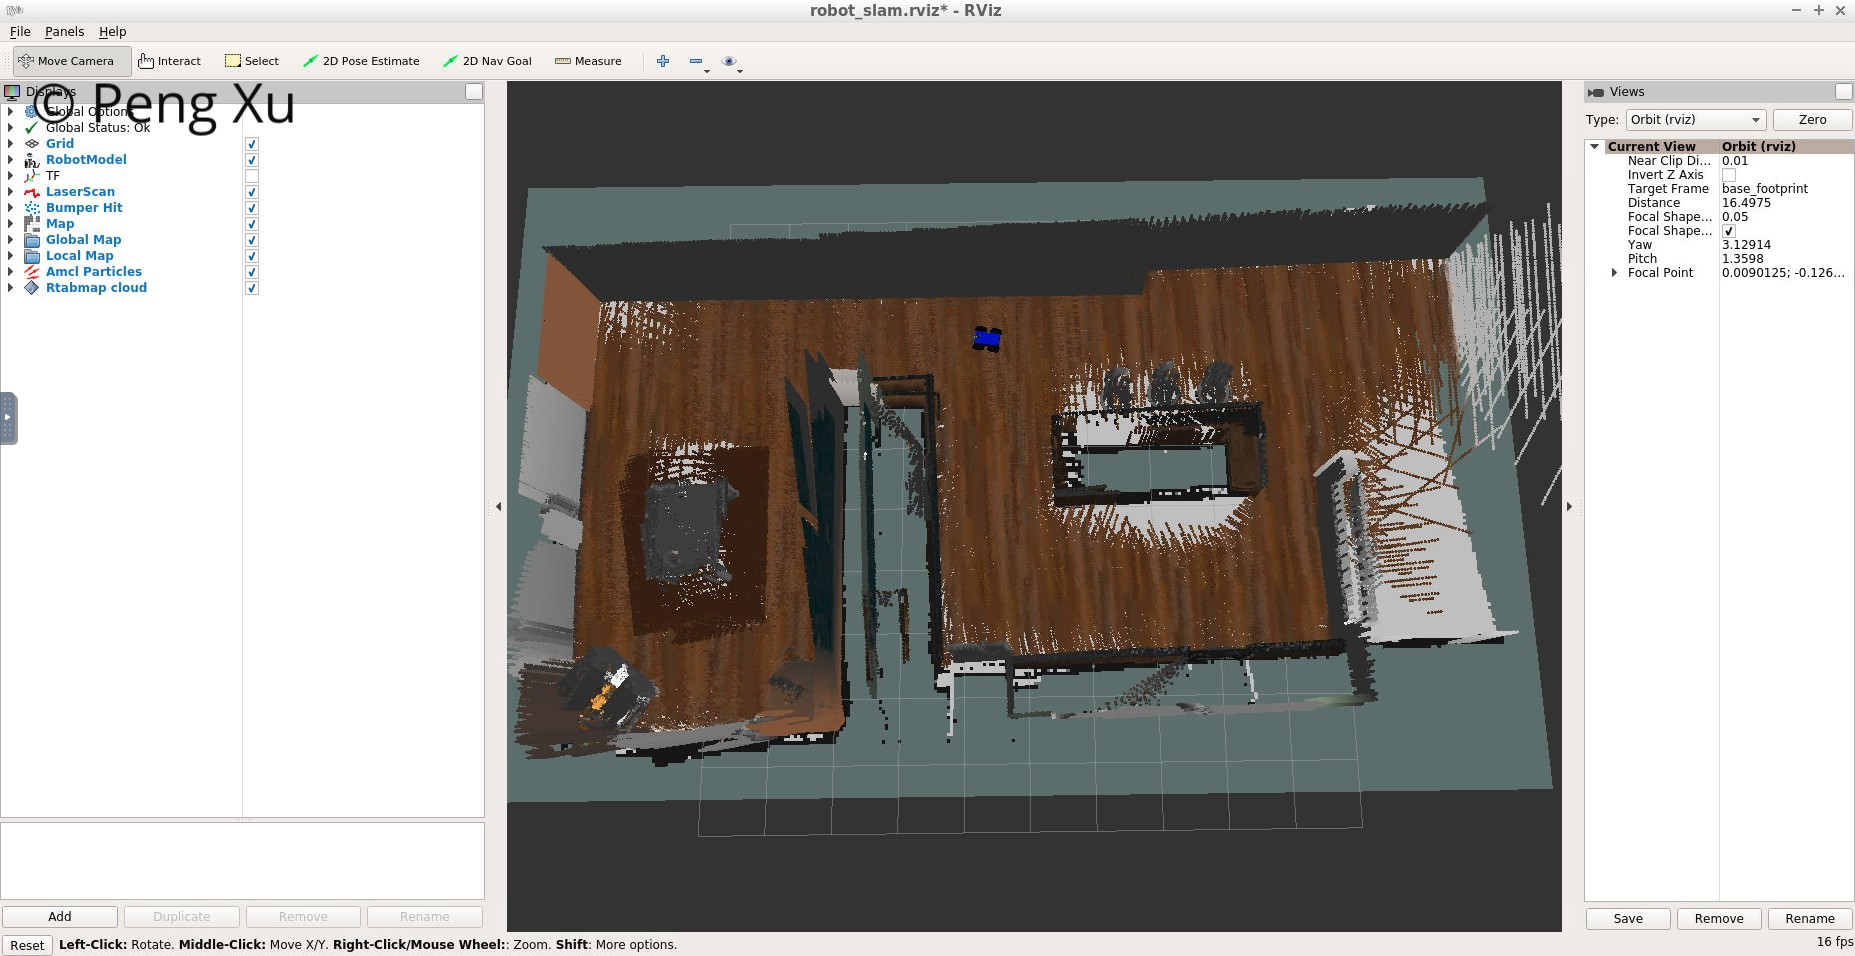 robot_slam.rviz* - RViz
File Panels Help
Move Camera Interact Select 2D Pose Estimate 2D Nav Goal Measure
Displays
© Peng Xu
Global Options
Global Status: Ok
Grid
RobotModel
TF
LaserScan
Bumper Hit
Map
Global Map
Local Map
Amcl Particles
Rtabmap cloud
Add Duplicate Remove Rename
Views
Type: Orbit (rviz) Zero
Current View Orbit (rviz)
Near Clip Di... 0.01
Invert Z Axis
Target Frame base_footprint
Distance 16.4975
Focal Shape... 0.05
Focal Shape...
Yaw 3.12914
Pitch 1.3598
Focal Point 0.0090125; -0.126...
Save Remove Rename
Reset Left-Click: Rotate. Middle-Click: Move X/Y. Right-Click/Mouse Wheel:: Zoom. Shift: More options.
16 fps